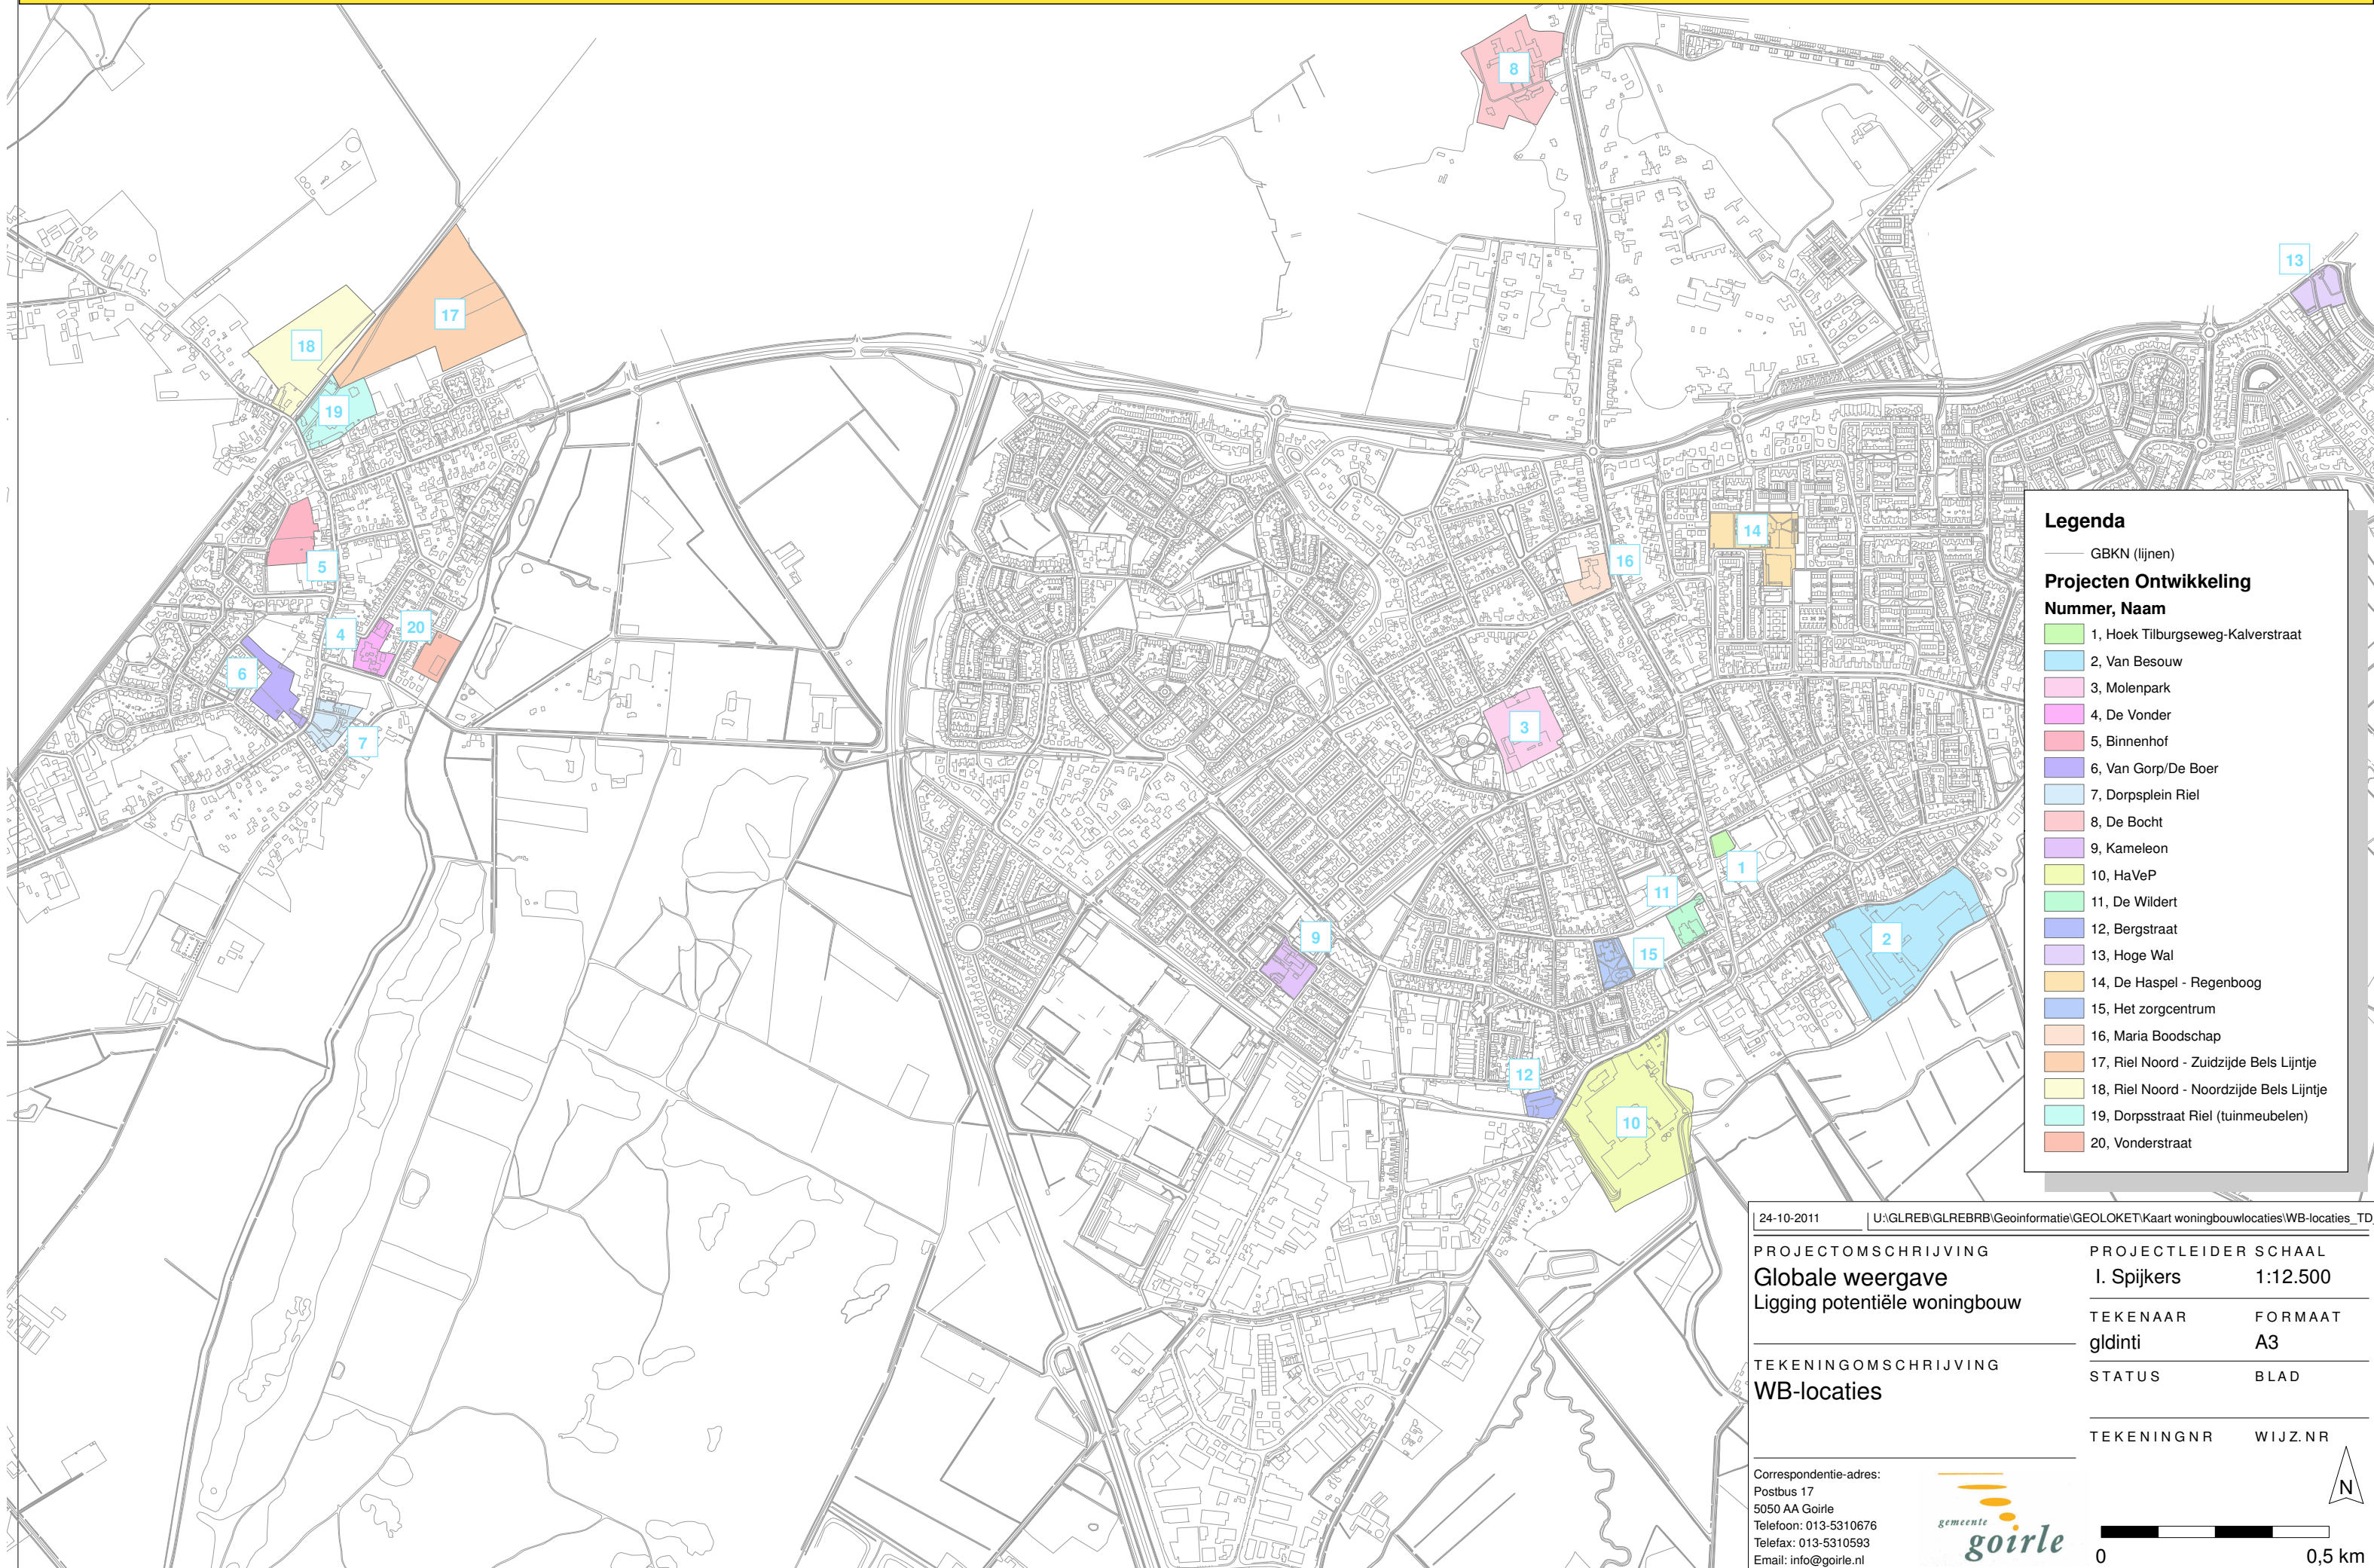 8
13
17
18
19
14
16
5
20
4
6
3
7
1
11
9
2
15
12
10
Legenda
GBKN (lijnen)
Projecten Ontwikkeling
Nummer, Naam
1, Hoek Tilburgseweg-Kalverstraat
2, Van Besouw
3, Molenpark
4, De Vonder
5, Binnenhof
6, Van Gorp/De Boer
7, Dorpsplein Riel
8, De Bocht
9, Kameleon
10, HaVeP
11, De Wildert
12, Bergstraat
13, Hoge Wal
14, De Haspel - Regenboog
15, Het zorgcentrum
16, Maria Boodschap
17, Riel Noord - Zuidzijde Bels Lijntje
18, Riel Noord - Noordzijde Bels Lijntje
19, Dorpsstraat Riel (tuinmeubelen)
20, Vonderstraat
24-10-2011 U:\GLREB\GLREBRB\Geoinformatie\GEOLOKET\Kaart woningbouwlocaties\WB-locaties_TD
PROJECTOMSCHRIJVING
Globale weergave
Ligging potentiële woningbouw
PROJECTLEIDER SCHAAL
I. Spijkers 1:12.500
TEKENAAR FORMAAT
gldinti A3
TEKENINGOMSCHRIJVING
WB-locaties
STATUS BLAD
TEKENINGNR WIJZ.NR
Correspondentie-adres:
Postbus 17
5050 AA Goirle
Telefoon: 013-5310676
Telefax: 013-5310593
Email: info@goirle.nl
gemeente
goirle
N
0 0,5 km